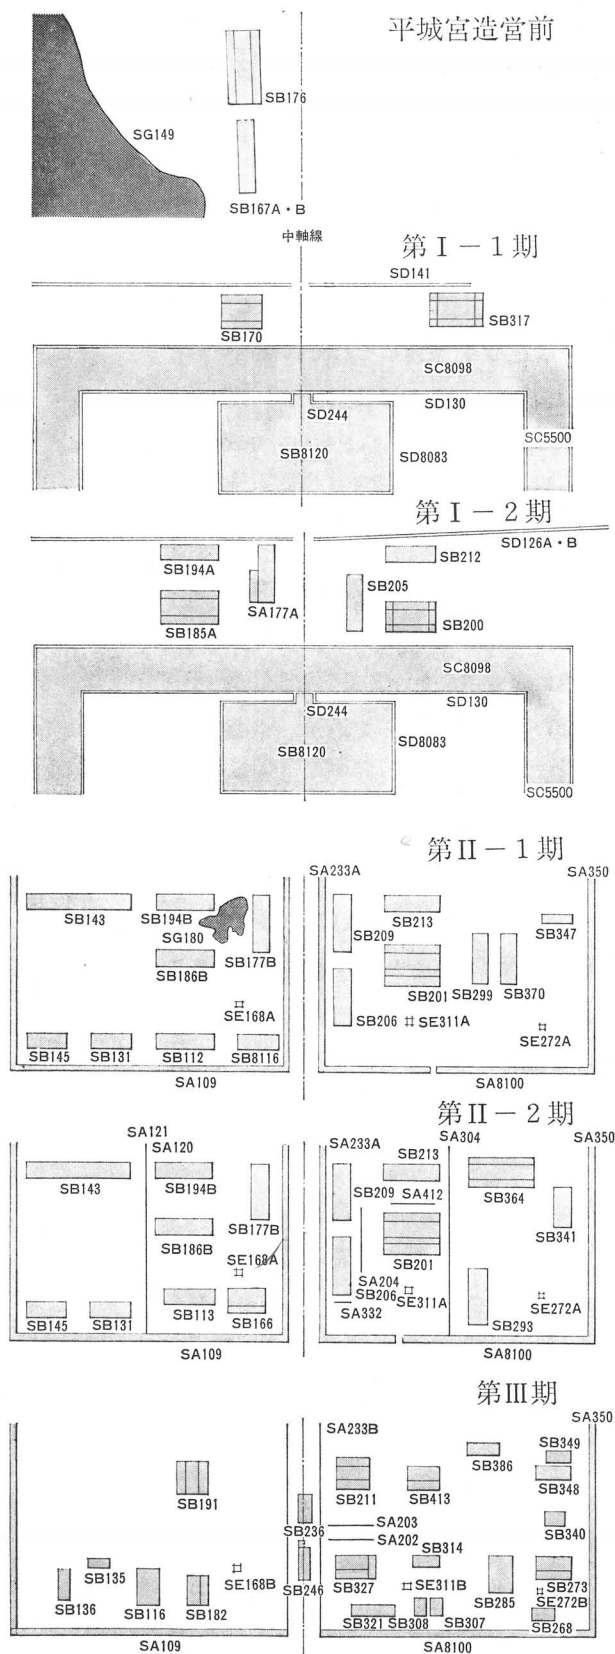 平城宮造営前
SB176
SG149
SB167A・B
中軸線
第Ⅰ-1期
SD141
SB170
SB317
SC8098
SD130
SD244
SC5500
SB8120
SD8083
第Ⅰ-2期
SD126A・B
SB194A
SB212
SB205
SB185A
SA177A
SB200
SC8098
SD130
SD244
SB8120
SD8083
SC5500
第Ⅱ-1期
SA233A
SA350
SB143
SB194B
SG180
SB177B
SB186B
SE168A
SB145
SB131
SB112
SB8116
SA109
SB213
SB209
SB347
SB201
SB299
SB370
SB206
SE311A
SE272A
SA8100
第Ⅱ-2期
SA121
SA120
SA233A
SB213
SA304
SA350
SB143
SB194B
SB177B
SB186B
SE168A
SB145
SB131
SB113
SB166
SA109
SB209
SA412
SB364
SB341
SB201
SA204
SB206
SE311A
SA332
SB293
SE272A
SA8100
第Ⅲ期
SA350
SA233B
SB349
SB386
SB191
SB211
SB413
SB348
SB236
SA203
SA202
SB340
SB314
SB135
SE168B
SB246
SB327
SE311B
SB285
SB273
SE272B
SB136
SB116
SB182
SB321
SB308
SB307
SB268
SA109
SA8100